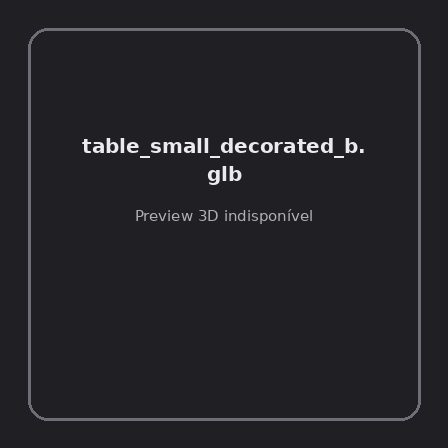 table_small_decorated_b.
glb
Preview 3D indisponível